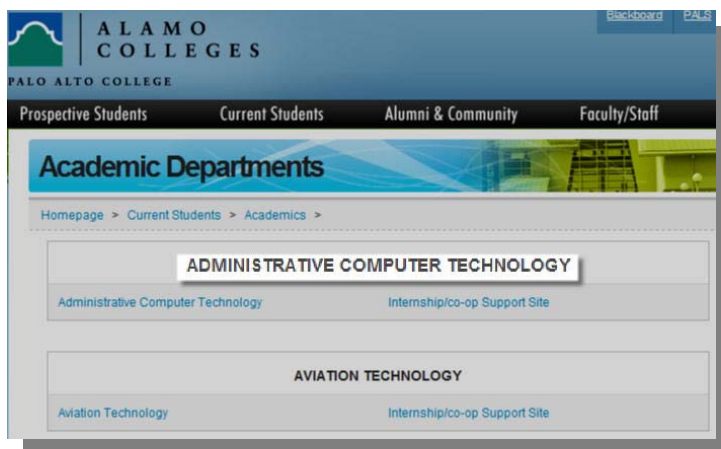 Blackboard PALS
ALAMO
COLLEGES
PALO ALTO COLLEGE
Prospective Students Current Students Alumni & Community Faculty/Staff
Academic Departments
Homepage > Current Students > Academics >
ADMINISTRATIVE COMPUTER TECHNOLOGY
Administrative Computer Technology Internship/co-op Support Site
AVIATION TECHNOLOGY
Aviation Technology Internship/co-op Support Site